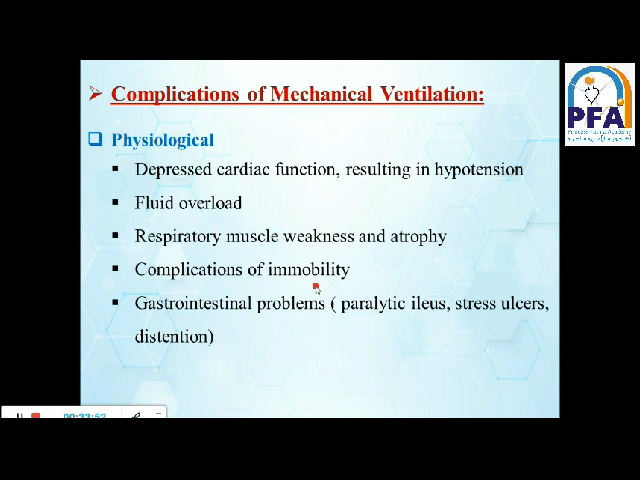 Complications of Mechanical Ventilation:
PFA
Physiological
Depressed cardiac function, resulting in hypotension
Fluid overload
Respiratory muscle weakness and atrophy
Complications of immobility
Gastrointestinal problems ( paralytic ileus, stress ulcers,
distention)